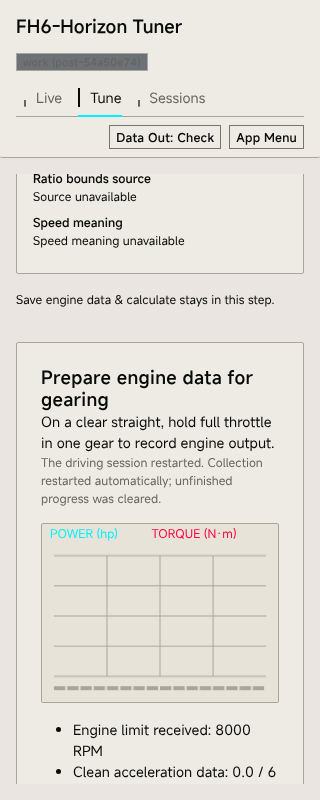 FH6-Horizon Tuner
work (post-54e50e74)
Live Tune Sessions
Data Out: Check App Menu
Ratio bounds source
Source unavailable
Speed meaning
Speed meaning unavailable
Save engine data & calculate stays in this step.
Prepare engine data for
gearing
On a clear straight, hold full throttle
in one gear to record engine output.
The driving session restarted. Collection
restarted automatically; unfinished
progress was cleared.
POWER (hp) TORQUE (N·m)
Engine limit received: 8000
RPM
Clean acceleration data: 0.0 / 6